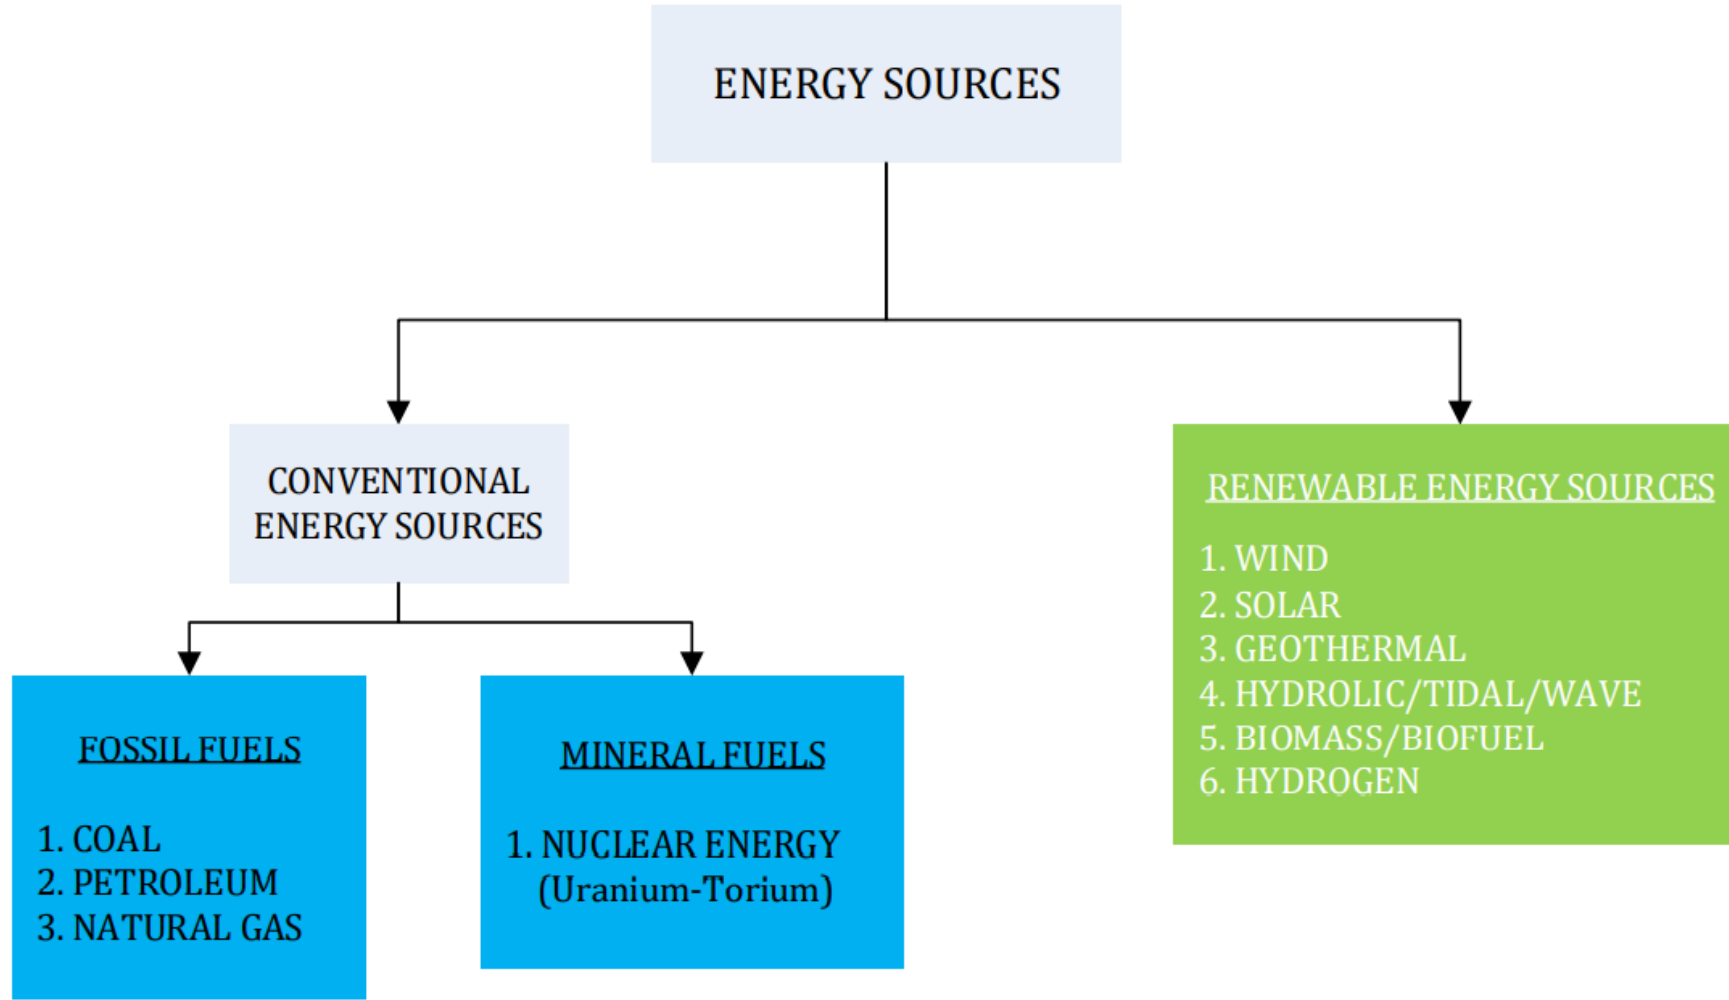 ENERGY SOURCES
CONVENTIONAL
ENERGY SOURCES
FOSSIL FUELS
1. COAL
2. PETROLEUM
3. NATURAL GAS
MINERAL FUELS
1. NUCLEAR ENERGY
(Uranium-Torium)
RENEWABLE ENERGY SOURCES
1. WIND
2. SOLAR
3. GEOTHERMAL
4. HYDROLIC/TIDAL/WAVE
5. BIOMASS/BIOFUEL
6. HYDROGEN